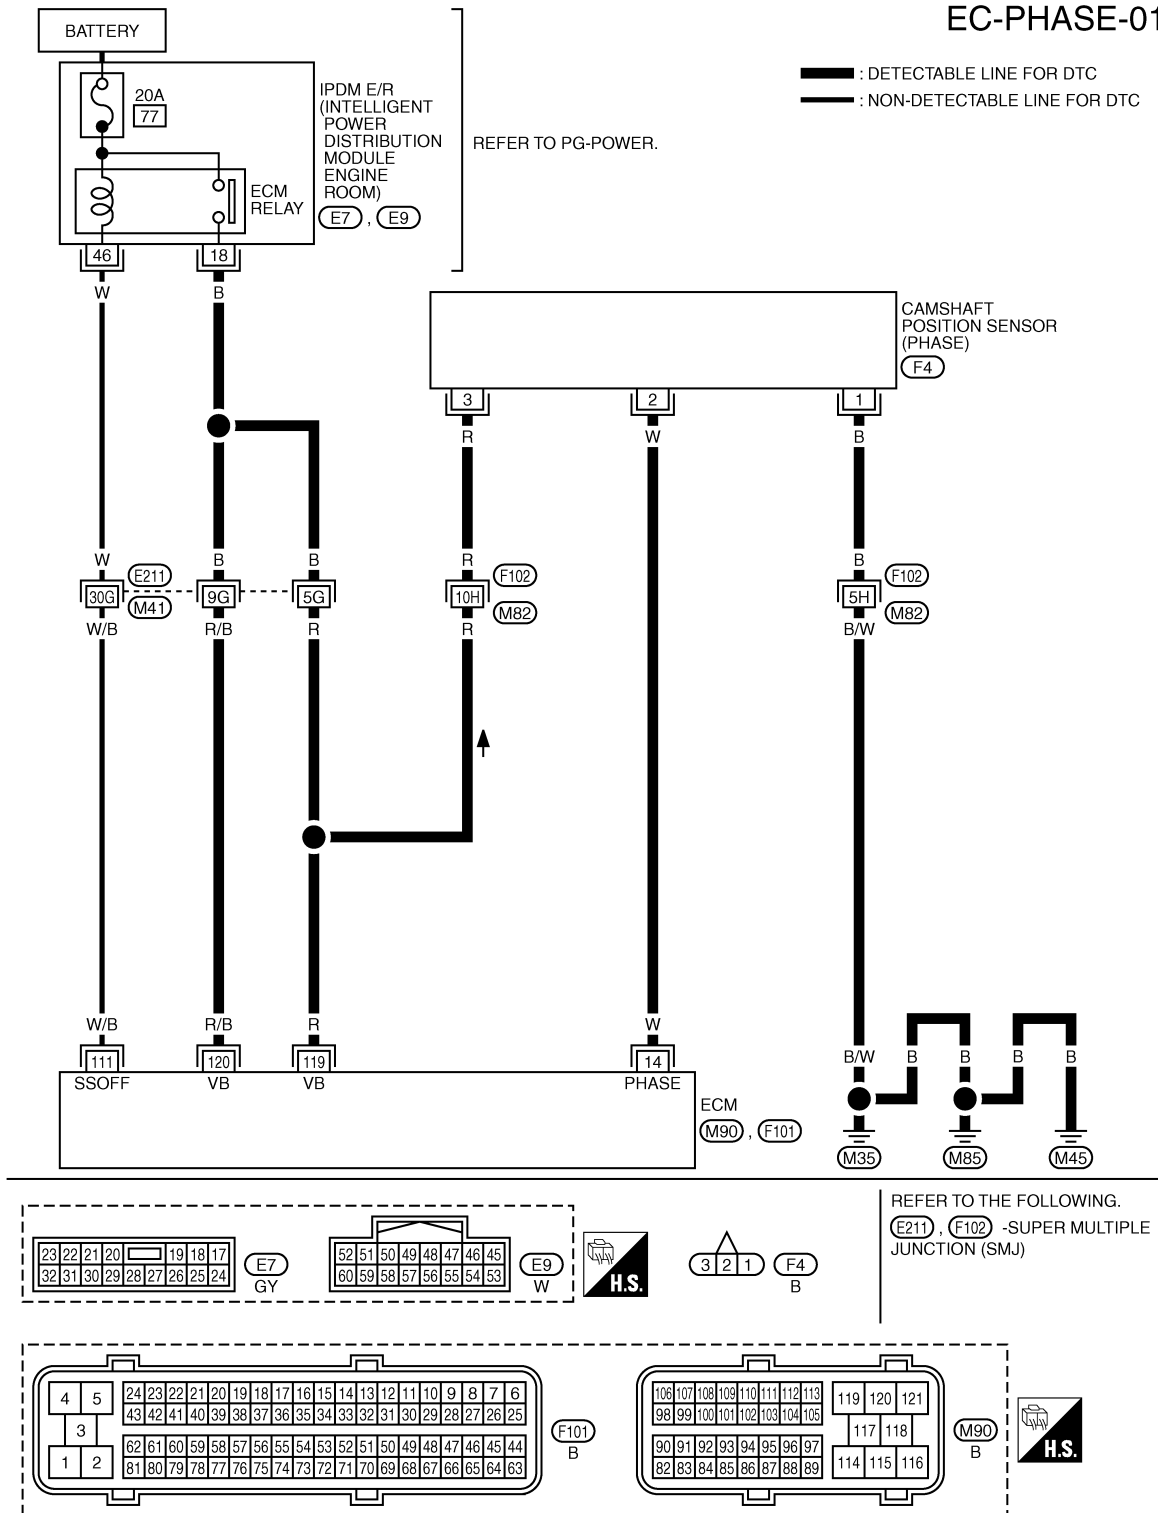 EC-PHASE-01
BATTERY
: DETECTABLE LINE FOR DTC
: NON-DETECTABLE LINE FOR DTC
20A
77
IPDM E/R
(INTELLIGENT
POWER
DISTRIBUTION
MODULE
ENGINE
ROOM)
E7 , E9
REFER TO PG-POWER.
ECM
RELAY
46 18
W B
CAMSHAFT
POSITION SENSOR
(PHASE)
F4
3 2 1
R W B
W B B R B
E211 F102 F102
30G 9G 5G 10H 5H
M41 M82 M82
W/B R/B R R B/W
W/B R/B R W
B/W B B B B
111 120 119 14
SSOFF VB VB PHASE
ECM
M90 , F101
M35 M85 M45
REFER TO THE FOLLOWING.
E211 , F102 -SUPER MULTIPLE
JUNCTION (SMJ)
23 22 21 20 19 18 17
32 31 30 29 28 27 26 25 24
E7
GY
52 51 50 49 48 47 46 45
60 59 58 57 56 55 54 53
E9
W
H.S.
3 2 1
F4
B
4 5
3
1 2
24 23 22 21 20 19 18 17 16 15 14 13 12 11 10 9 8 7 6
43 42 41 40 39 38 37 36 35 34 33 32 31 30 29 28 27 26 25
62 61 60 59 58 57 56 55 54 53 52 51 50 49 48 47 46 45 44
81 80 79 78 77 76 75 74 73 72 71 70 69 68 67 66 65 64 63
F101
B
106 107 108 109 110 111 112 113
98 99 100 101 102 103 104 105
90 91 92 93 94 95 96 97
82 83 84 85 86 87 88 89
119 120 121
117 118
114 115 116
M90
B
H.S.